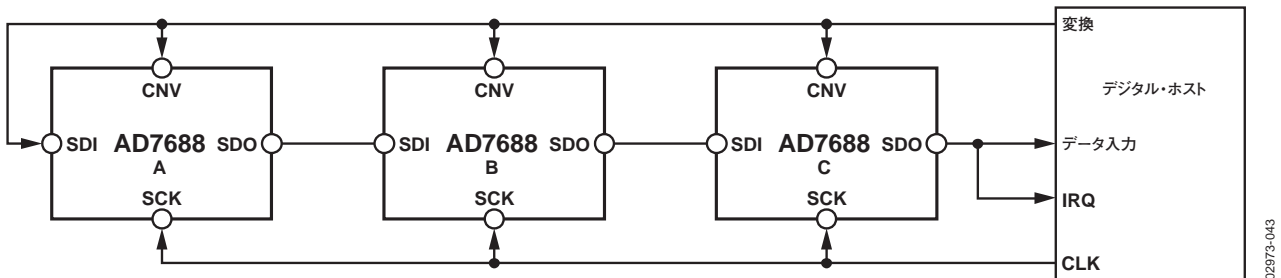 変換
CNV
CNV
CNV
デジタル・ホスト
SDI AD7688 SDO
A
SDI AD7688 SDO
B
SDI AD7688 SDO
C
データ入力
SCK
SCK
SCK
IRQ
CLK
02973-043